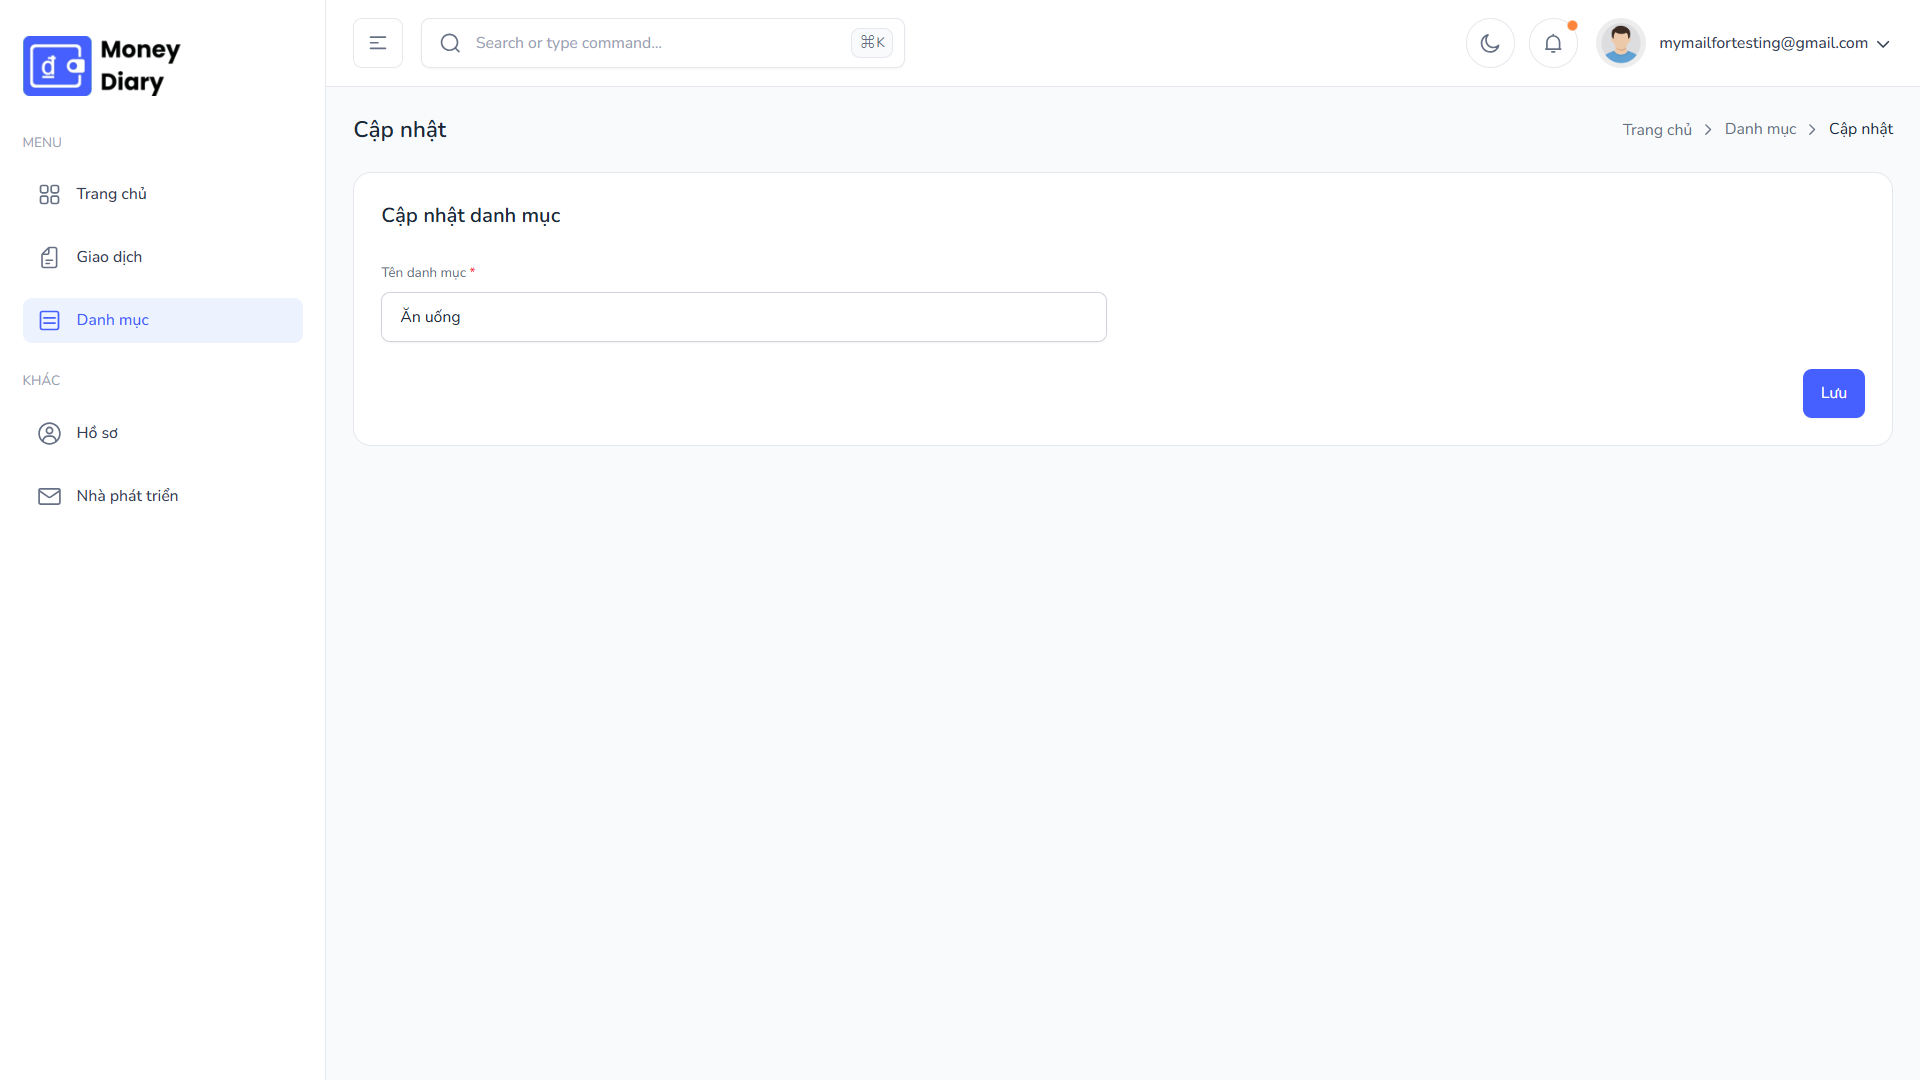 Money
Diary
MENU
Trang chủ
Giao dịch
Danh mục
KHÁC
Hồ sơ
Nhà phát triển
Search or type command...
⌘K
mymailfortesting@gmail.com
Cập nhật
Trang chủ > Danh mục > Cập nhật
Cập nhật danh mục
Tên danh mục *
Ăn uống
Lưu